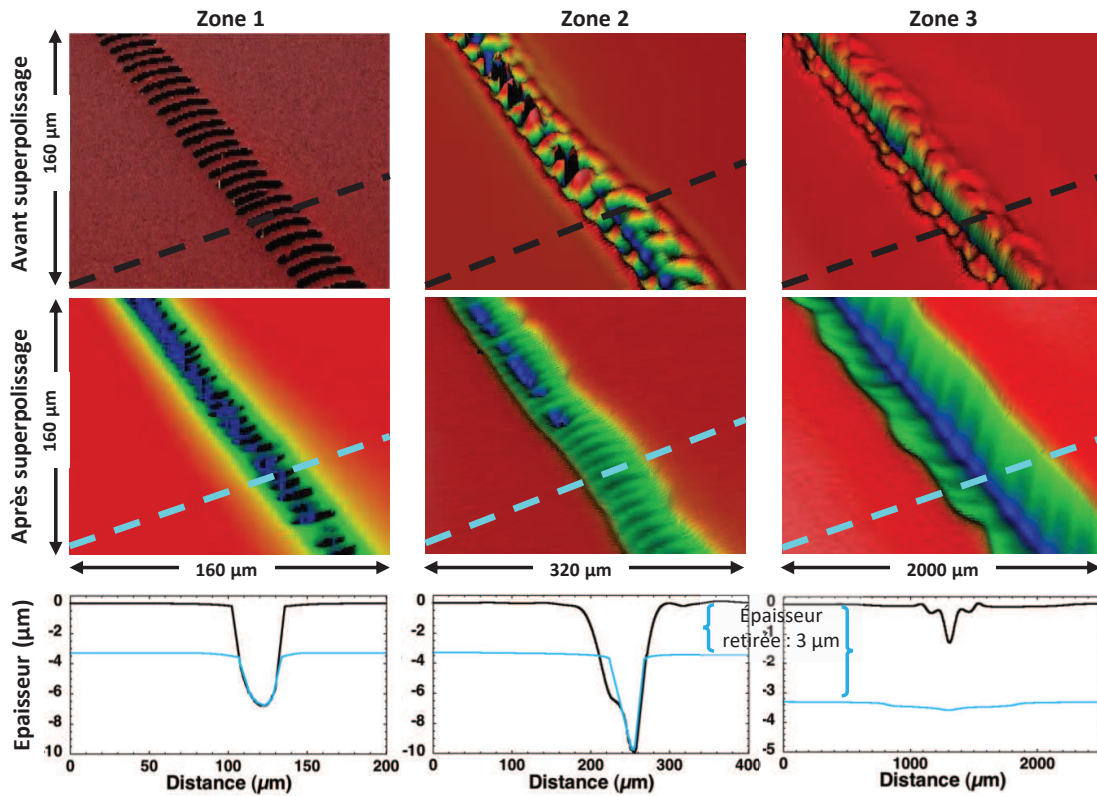 Zone 1
Zone 2
Zone 3
Avant superpolissage
160 µm
Après superpolissage
160 µm
160 µm
320 µm
2000 µm
Epaisseur (µm)
0
-2
-4
-6
-8
-10
0
50
100
150
200
Distance (µm)
0
-2
-4
-6
-8
-10
0
100
200
300
400
Distance (µm)
Épaisseur
retirée : 3 µm
0
-1
-2
-3
-4
-5
0
1000
2000
Distance (µm)